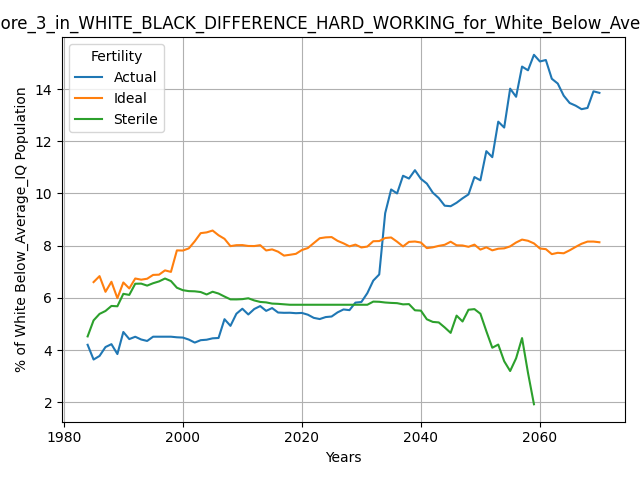 ore_3_in_WHITE_BLACK_DIFFERENCE_HARD_WORKING_for_White_Below_Ave
Fertility
Actual
Ideal
Sterile
% of White Below_Average_IQ Population
14
12
10
8
6
4
2
1980 2000 2020 2040 2060
Years